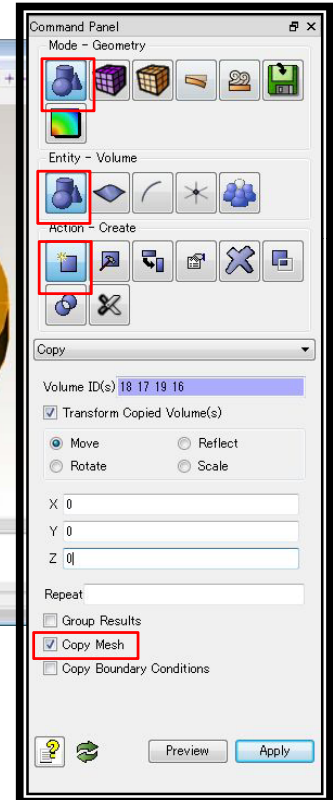 Command Panel
Mode - Geometry
Entity - Volume
Action - Create
Copy
Volume ID(s) 18 17 19 16
Transform Copied Volume(s)
Move Reflect
Rotate Scale
X 0
Y 0
Z 0
Repeat
Group Results
Copy Mesh
Copy Boundary Conditions
Preview Apply